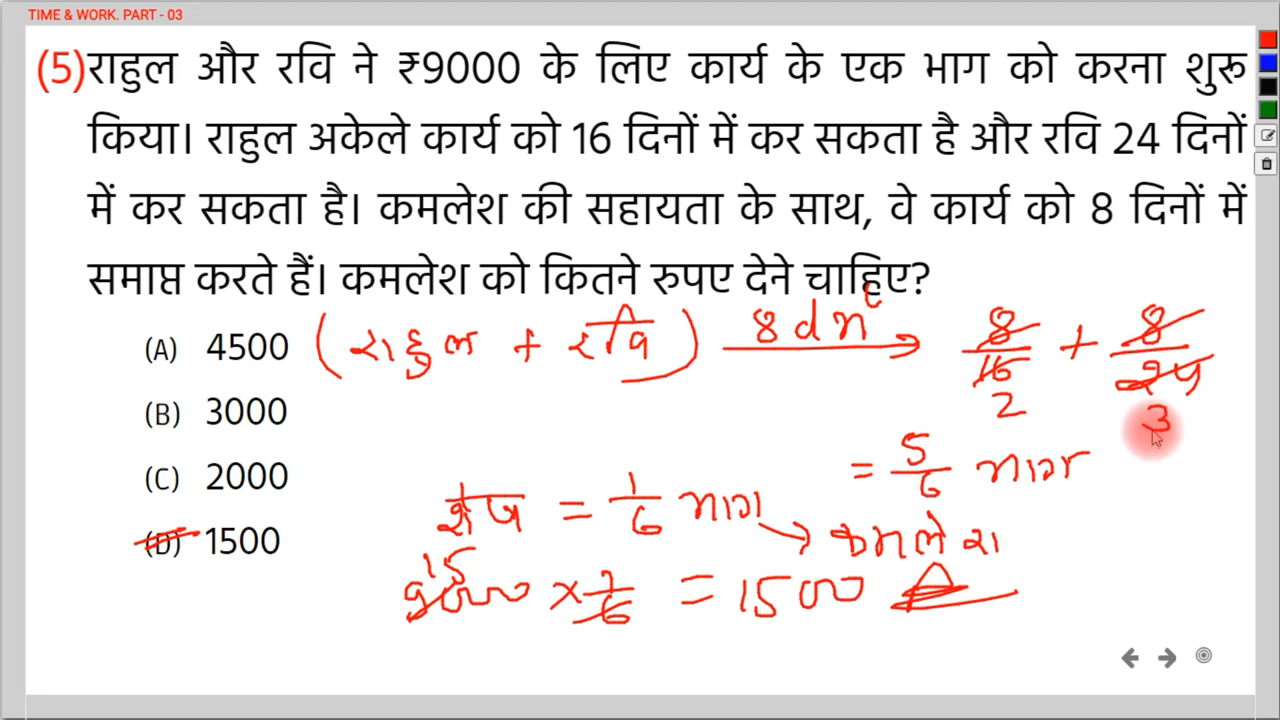 TIME & WORK. PART - 03
(5) राहुल और रवि ने ₹9000 के लिए कार्य के एक भाग को करना शुरू
किया। राहुल अकेले कार्य को 16 दिनों में कर सकता है और रवि 24 दिनों
में कर सकता है। कमलेश की सहायता के साथ, वे कार्य को 8 दिनों में
समाप्त करते हैं। कमलेश को कितने रुपए देने चाहिए?
(A) 4500
(राहुल + रवि) 8 दिन → 8/16 + 8/24
2 3
(B) 3000
= 5/6 भाग
(C) 2000
शेष = 1/6 भाग → कमलेश
(D) 1500
15
9000 × 1/6 = 1500